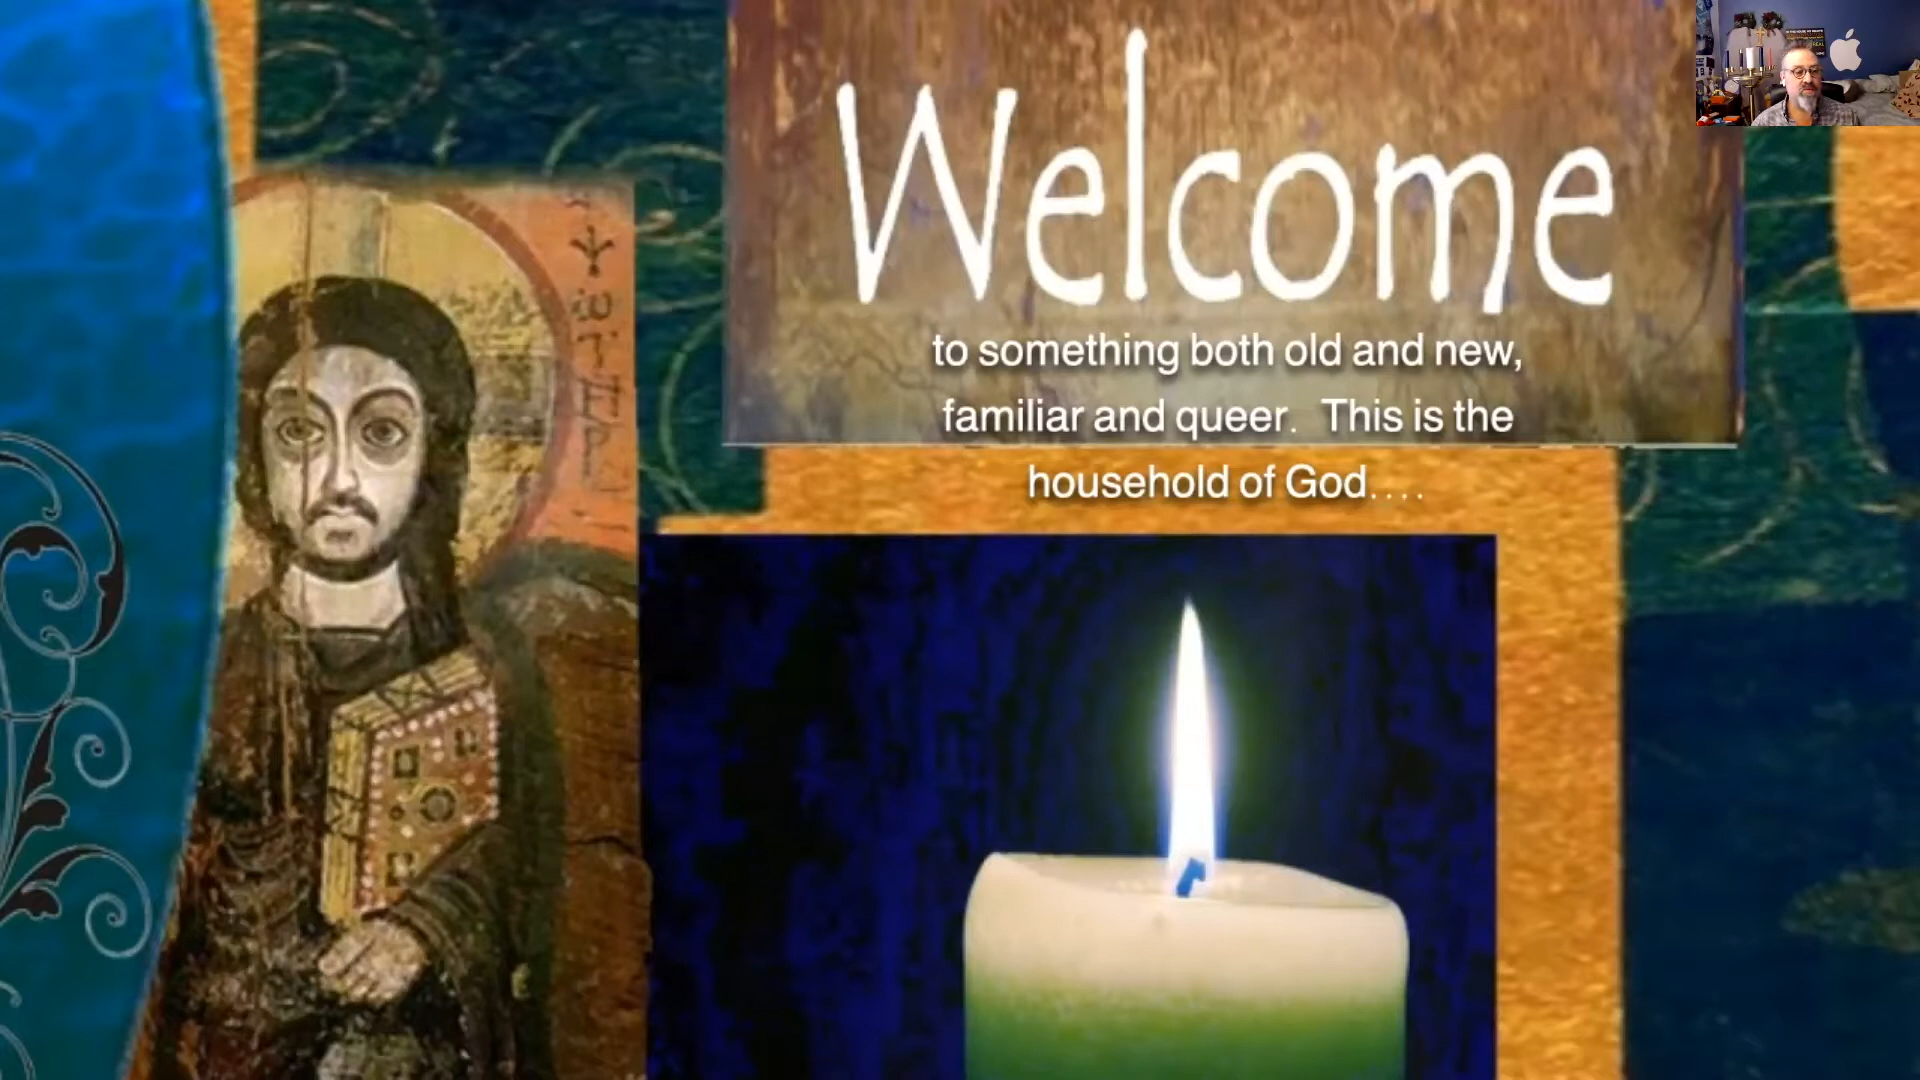 Welcome
to something both old and new,
familiar and queer. This is the
household of God....